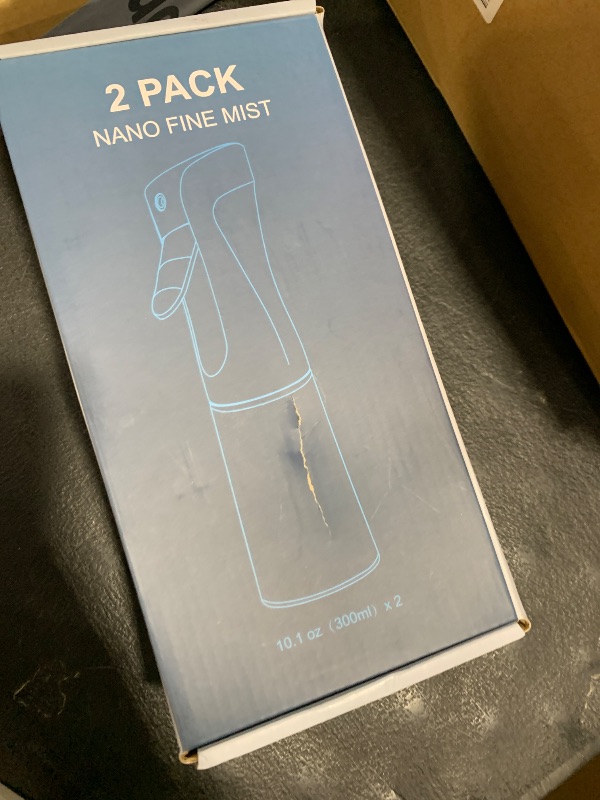 2 PACK
NANO FINE MIST
10.1 oz (300ml) x 2